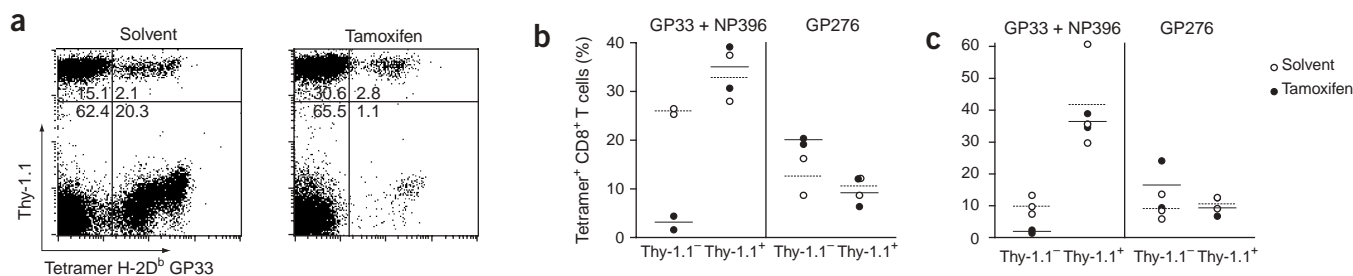 a
Solvent
Tamoxifen
15.1 2.1
62.4 20.3
30.6 2.8
65.5 1.1
Thy-1.1
Tetramer H-2Dᵇ GP33
b
GP33 + NP396
GP276
Tetramer⁺ CD8⁺ T cells (%)
40
30
20
10
0
Thy-1.1⁻ Thy-1.1⁺
Thy-1.1⁻ Thy-1.1⁺
c
GP33 + NP396
GP276
60
50
40
30
20
10
0
Thy-1.1⁻ Thy-1.1⁺
Thy-1.1⁻ Thy-1.1⁺
Solvent
Tamoxifen